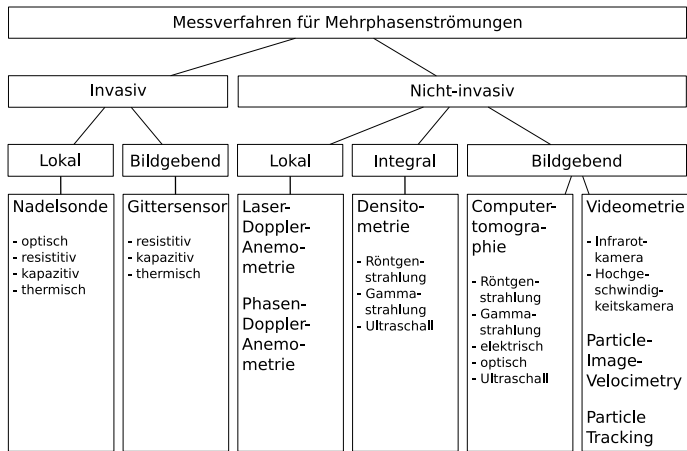 Messverfahren für Mehrphasenströmungen
Invasiv
Nicht-invasiv
Lokal
Bildgebend
Lokal
Integral
Bildgebend
Nadelsonde
- optisch
- resistitiv
- kapazitiv
- thermisch
Gittersensor
- resistitiv
- kapazitiv
- thermisch
Laser-
Doppler-
Anemo-
metrie
Phasen-
Doppler-
Anemo-
metrie
Densito-
metrie
- Röntgen-
strahlung
- Gamma-
strahlung
- Ultraschall
Computer-
tomogra-
phie
- Röntgen-
strahlung
- Gamma-
strahlung
- elektrisch
- optisch
- Ultraschall
Videometrie
- Infrarot-
kamera
- Hochge-
schwindig-
keitskamera
Particle-
Image-
Velocimetry
Particle
Tracking